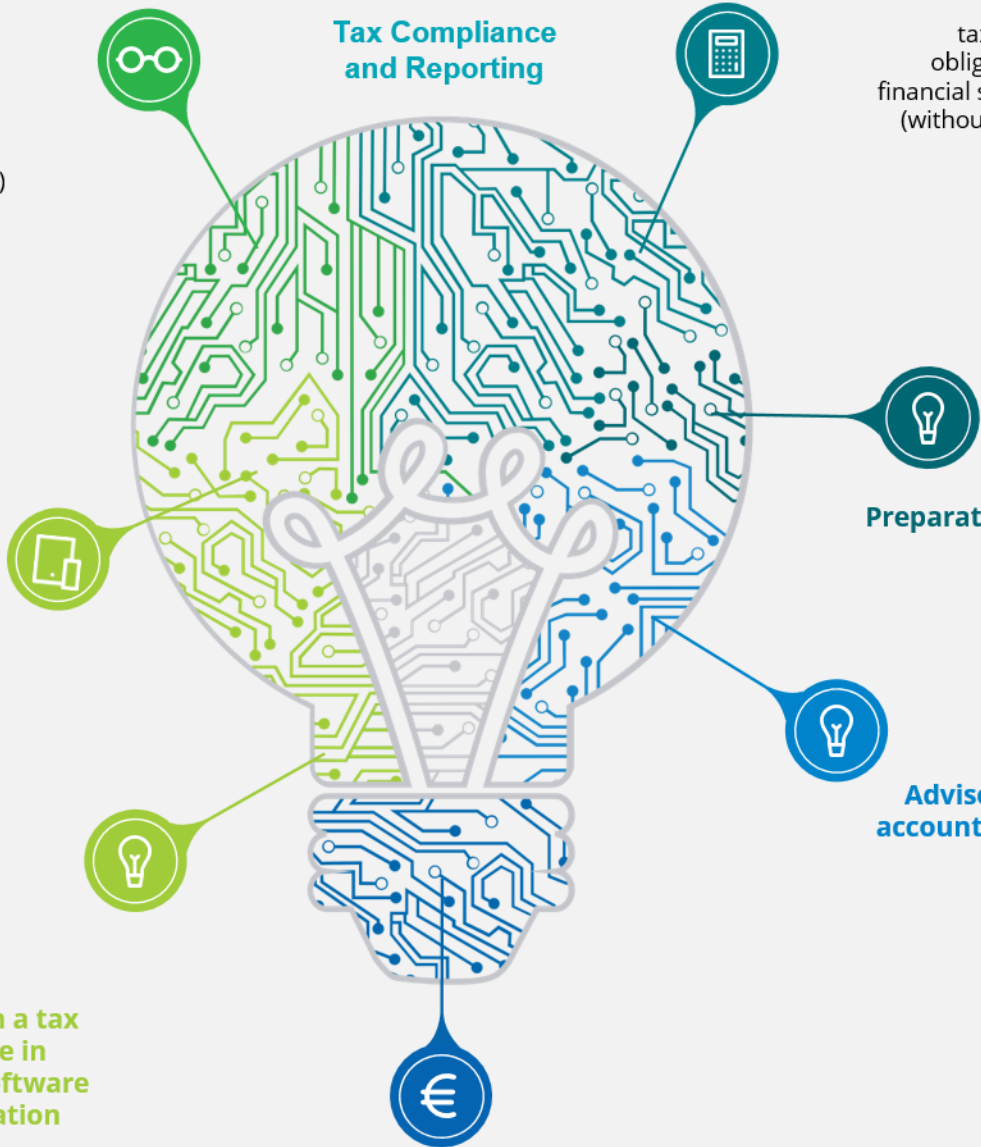 Tax Compliance
and Reporting
tax
oblig
financial s
(withou
)
Preparat
Advise
account
n a tax
e in
ftware
ation
€